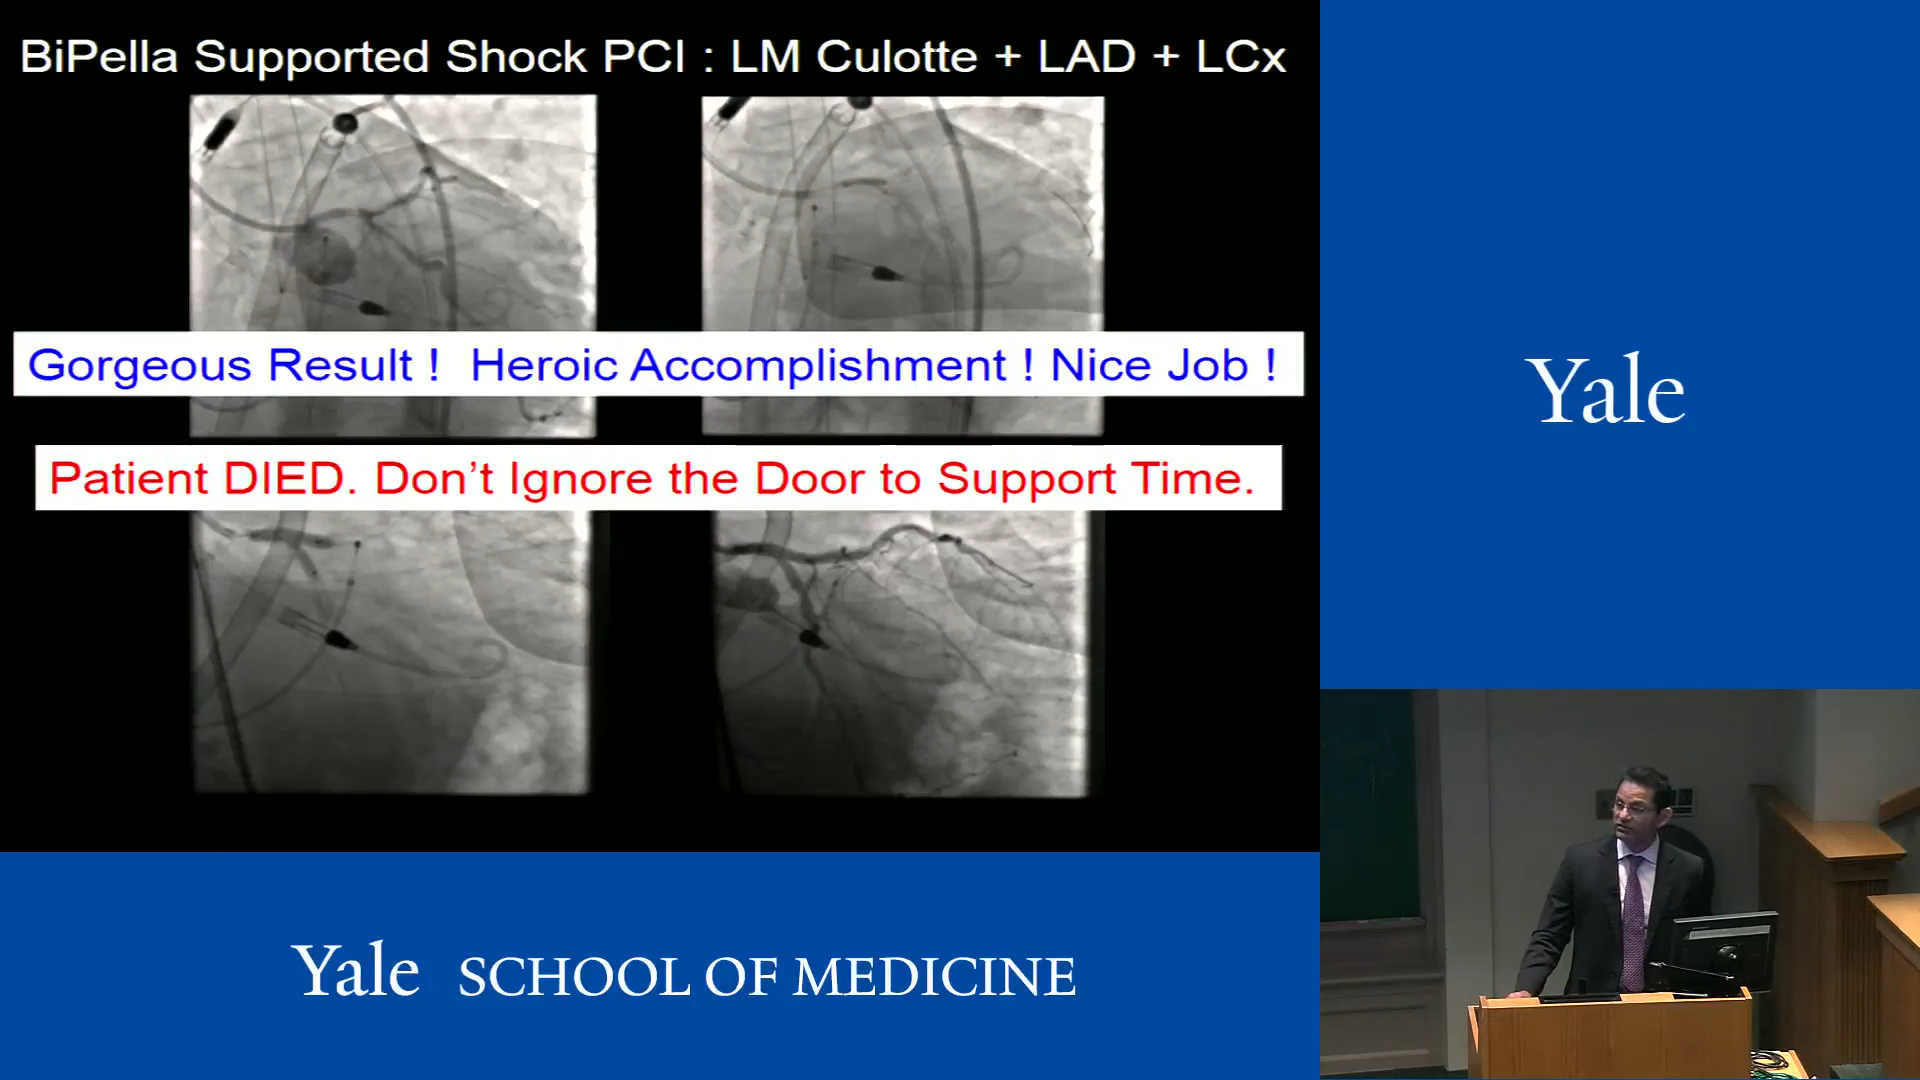 BiPella Supported Shock PCI : LM Culotte + LAD + LCx
Gorgeous Result ! Heroic Accomplishment ! Nice Job !
Patient DIED. Don’t Ignore the Door to Support Time.
Yale
Yale SCHOOL OF MEDICINE